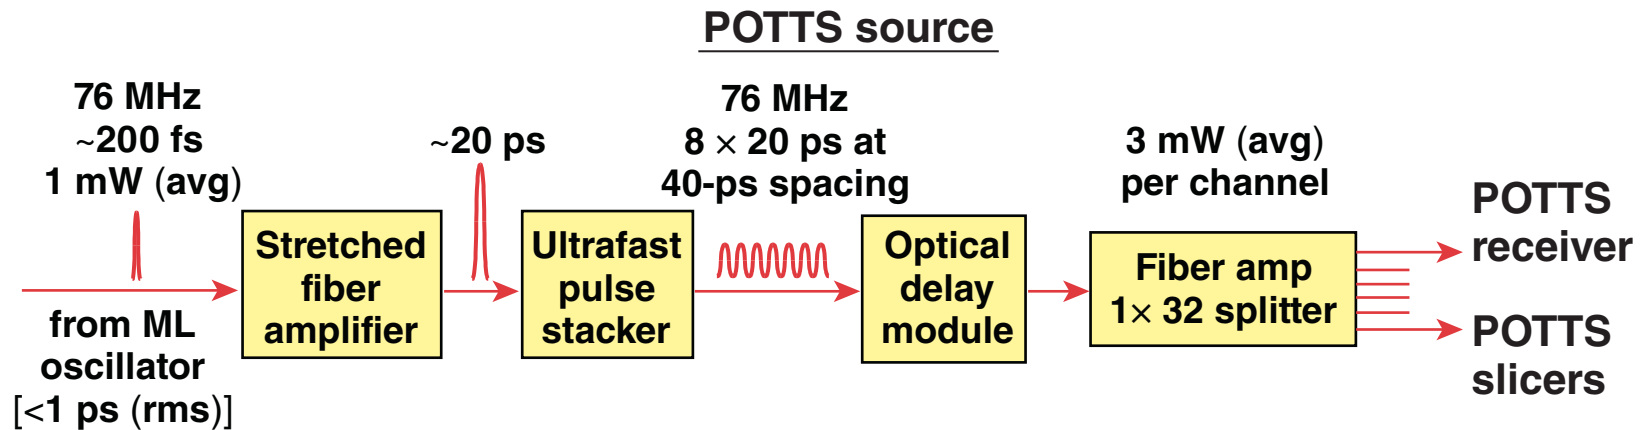 POTTS source
76 MHz
~200 fs
1 mW (avg)
from ML
oscillator
[<1 ps (rms)]
Stretched
fiber
amplifier
~20 ps
Ultrafast
pulse
stacker
76 MHz
8 × 20 ps at
40-ps spacing
Optical
delay
module
3 mW (avg)
per channel
Fiber amp
1× 32 splitter
POTTS
receiver
POTTS
slicers